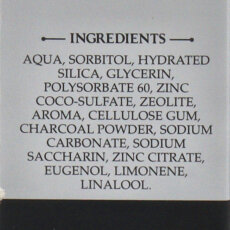 INGREDIENTS
AQUA, SORBITOL, HYDRATED
SILICA, GLYCERIN,
POLYSORBATE 60, ZINC
COCO-SULFATE, ZEOLITE,
AROMA, CELLULOSE GUM,
CHARCOAL POWDER, SODIUM
CARBONATE, SODIUM
SACCHARIN, ZINC CITRATE,
EUGENOL, LIMONENE,
LINALOOL.